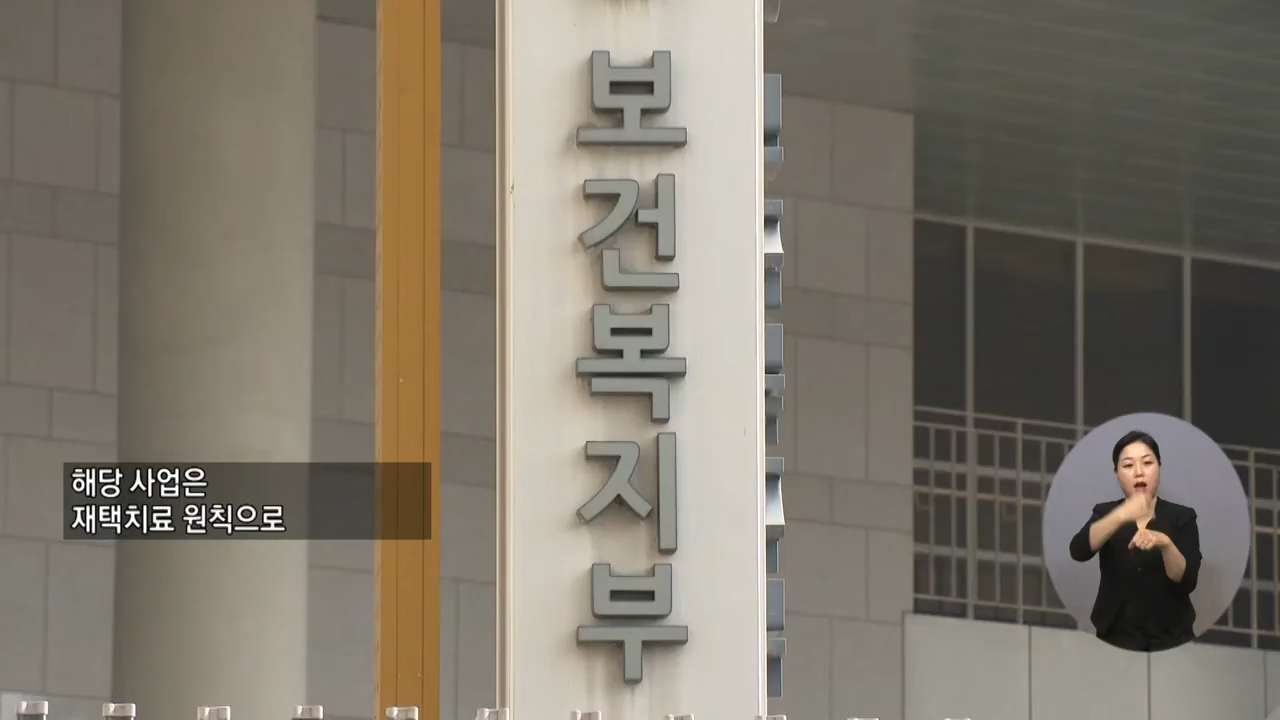 보건복지부
해당 사업은
재택치료 원칙으로